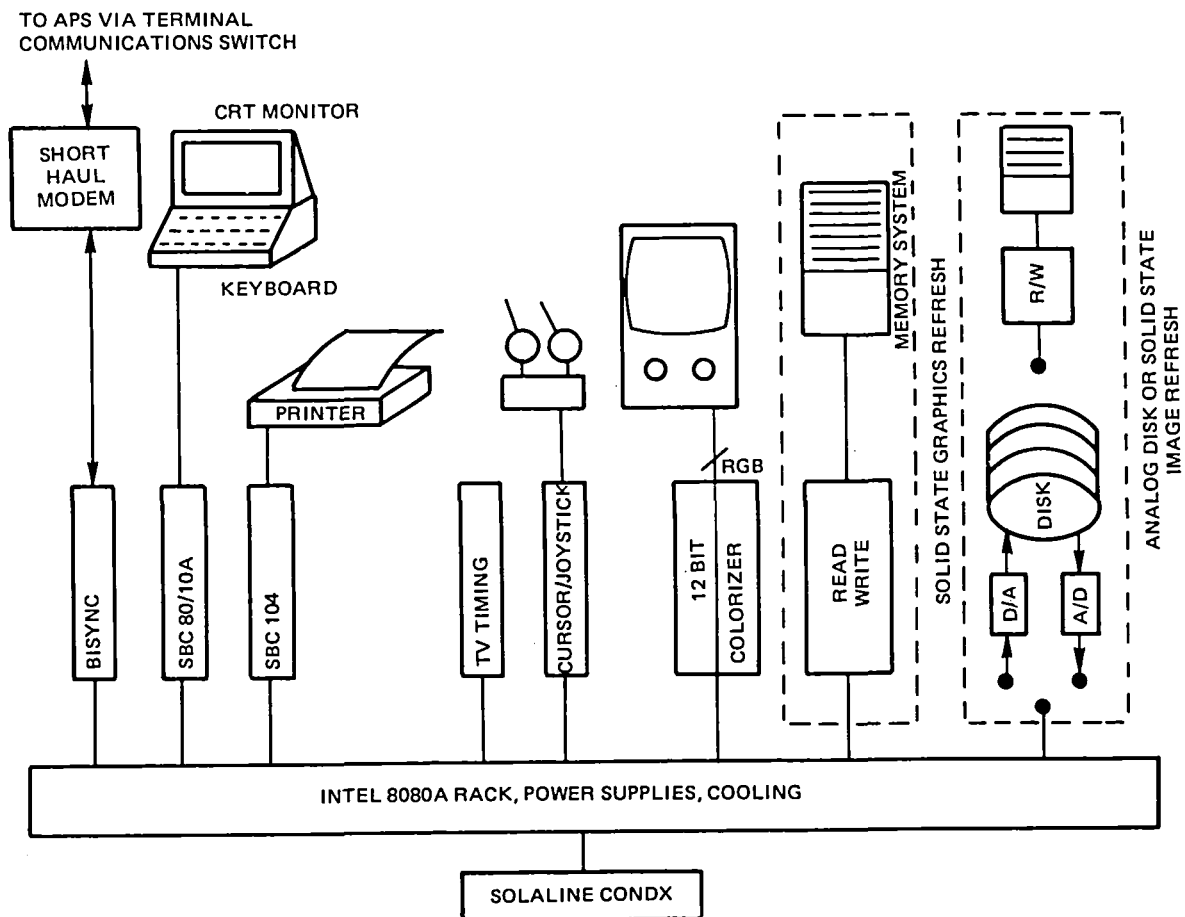 TO APS VIA TERMINAL
COMMUNICATIONS SWITCH
SHORT
HAUL
MODEM
CRT MONITOR
KEYBOARD
PRINTER
MEMORY SYSTEM
SOLID STATE GRAPHICS REFRESH
R/W
ANALOG DISK OR SOLID STATE
IMAGE REFRESH
RGB
DISK
D/A
A/D
BISYNC
SBC 80/10A
SBC 104
TV TIMING
CURSOR/JOYSTICK
12 BIT
COLORIZER
READ
WRITE
INTEL 8080A RACK, POWER SUPPLIES, COOLING
SOLALINE CONDX